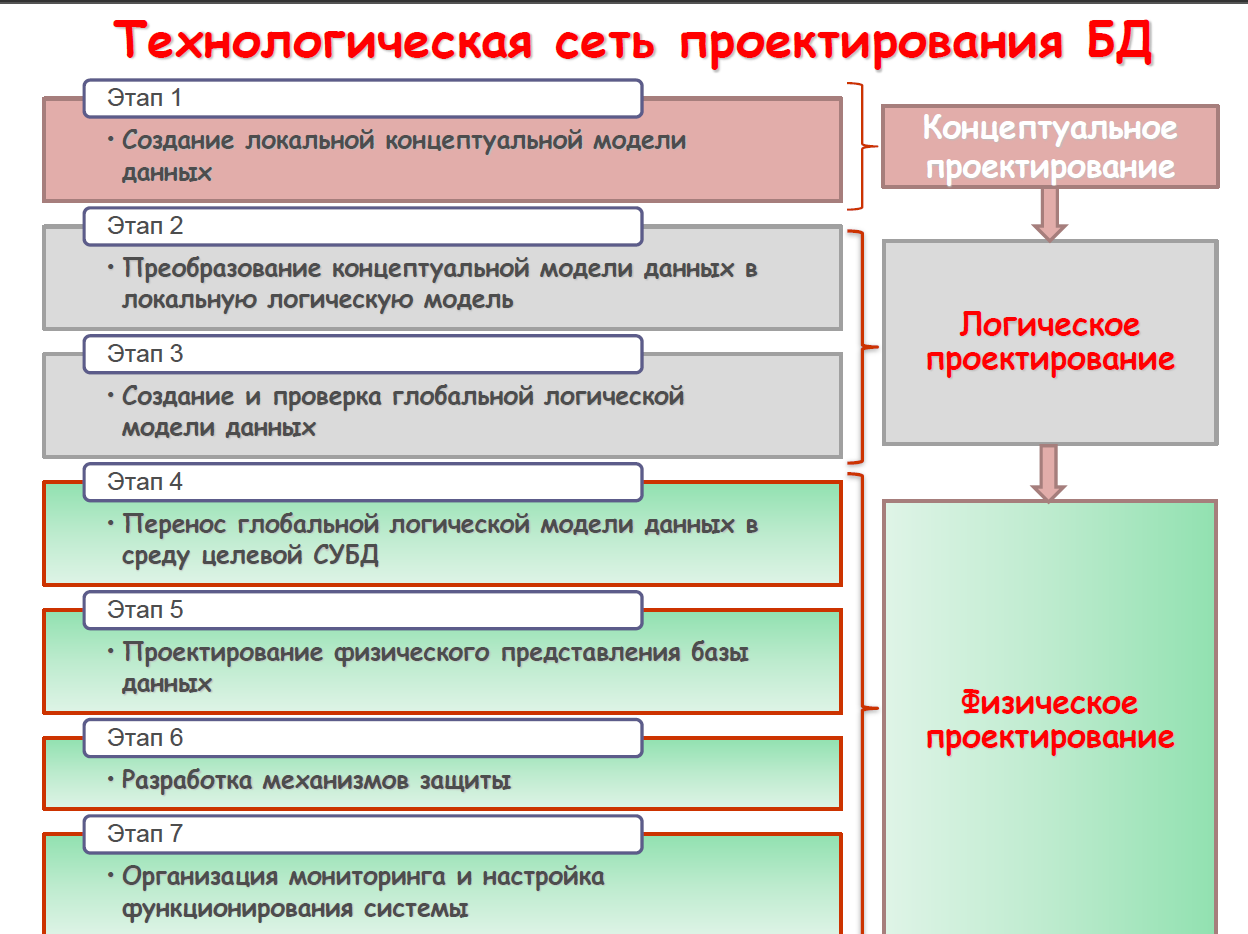 Технологическая сеть проектирования БД
Этап 1
• Создание локальной концептуальной модели
данных
Этап 2
• Преобразование концептуальной модели данных в
локальную логическую модель
Этап 3
• Создание и проверка глобальной логической
модели данных
Этап 4
• Перенос глобальной логической модели данных в
среду целевой СУБД
Этап 5
• Проектирование физического представления базы
данных
Этап 6
• Разработка механизмов защиты
Этап 7
• Организация мониторинга и настройка
функционирования системы
Концептуальное
проектирование
Логическое
проектирование
Физическое
проектирование